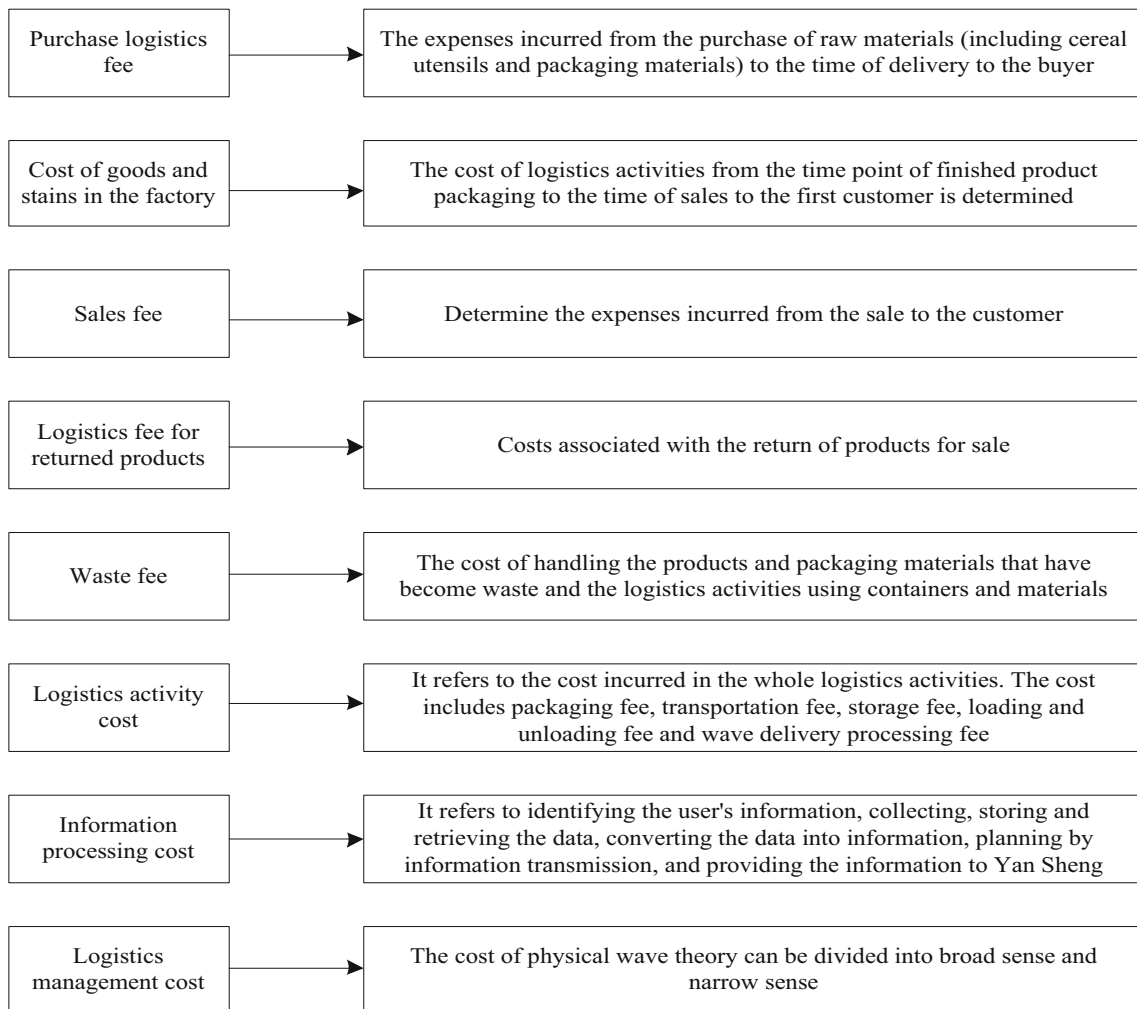 Purchase logistics
fee
The expenses incurred from the purchase of raw materials (including cereal
utensils and packaging materials) to the time of delivery to the buyer
Cost of goods and
stains in the factory
The cost of logistics activities from the time point of finished product
packaging to the time of sales to the first customer is determined
Sales fee
Determine the expenses incurred from the sale to the customer
Logistics fee for
returned products
Costs associated with the return of products for sale
Waste fee
The cost of handling the products and packaging materials that have
become waste and the logistics activities using containers and materials
Logistics activity
cost
It refers to the cost incurred in the whole logistics activities. The cost
includes packaging fee, transportation fee, storage fee, loading and
unloading fee and wave delivery processing fee
Information
processing cost
It refers to identifying the user's information, collecting, storing and
retrieving the data, converting the data into information, planning by
information transmission, and providing the information to Yan Sheng
Logistics
management cost
The cost of physical wave theory can be divided into broad sense and
narrow sense